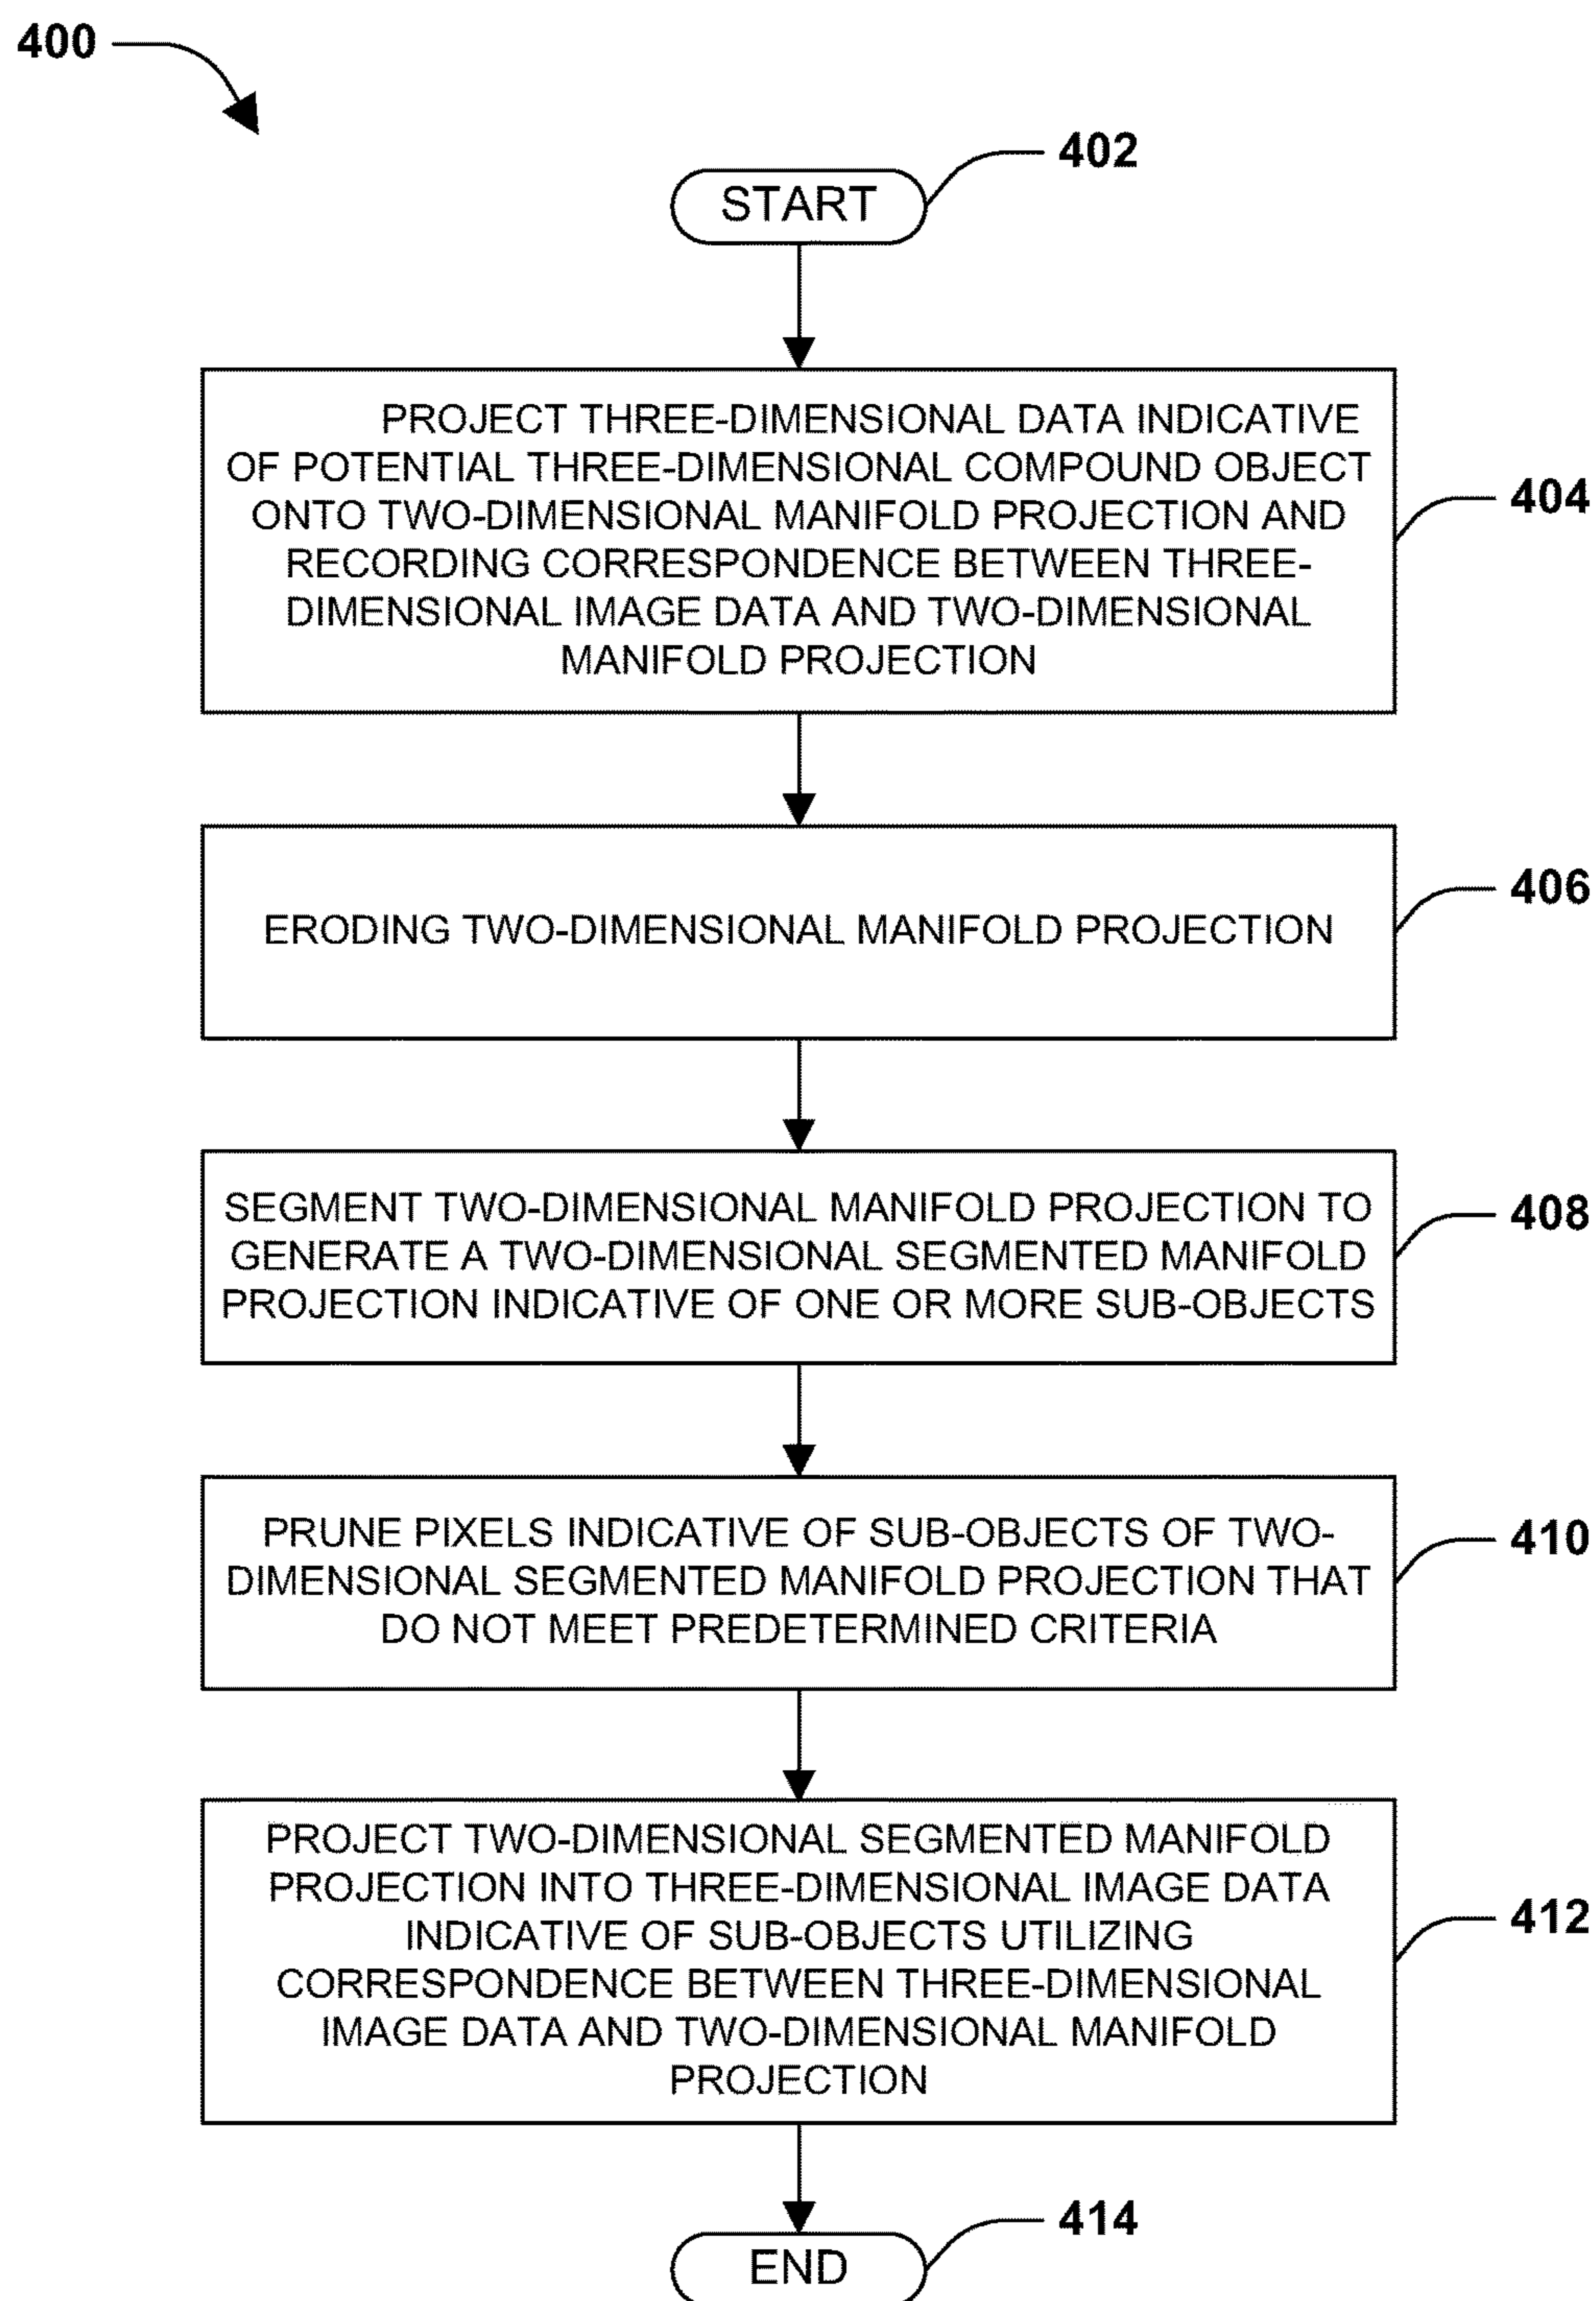 400
402
START
PROJECT THREE-DIMENSIONAL DATA INDICATIVE
OF POTENTIAL THREE-DIMENSIONAL COMPOUND OBJECT
ONTO TWO-DIMENSIONAL MANIFOLD PROJECTION AND
RECORDING CORRESPONDENCE BETWEEN THREE-
DIMENSIONAL IMAGE DATA AND TWO-DIMENSIONAL
MANIFOLD PROJECTION
404
ERODING TWO-DIMENSIONAL MANIFOLD PROJECTION
406
SEGMENT TWO-DIMENSIONAL MANIFOLD PROJECTION TO
GENERATE A TWO-DIMENSIONAL SEGMENTED MANIFOLD
PROJECTION INDICATIVE OF ONE OR MORE SUB-OBJECTS
408
PRUNE PIXELS INDICATIVE OF SUB-OBJECTS OF TWO-
DIMENSIONAL SEGMENTED MANIFOLD PROJECTION THAT
DO NOT MEET PREDETERMINED CRITERIA
410
PROJECT TWO-DIMENSIONAL SEGMENTED MANIFOLD
PROJECTION INTO THREE-DIMENSIONAL IMAGE DATA
INDICATIVE OF SUB-OBJECTS UTILIZING
CORRESPONDENCE BETWEEN THREE-DIMENSIONAL
IMAGE DATA AND TWO-DIMENSIONAL MANIFOLD
PROJECTION
412
414
END